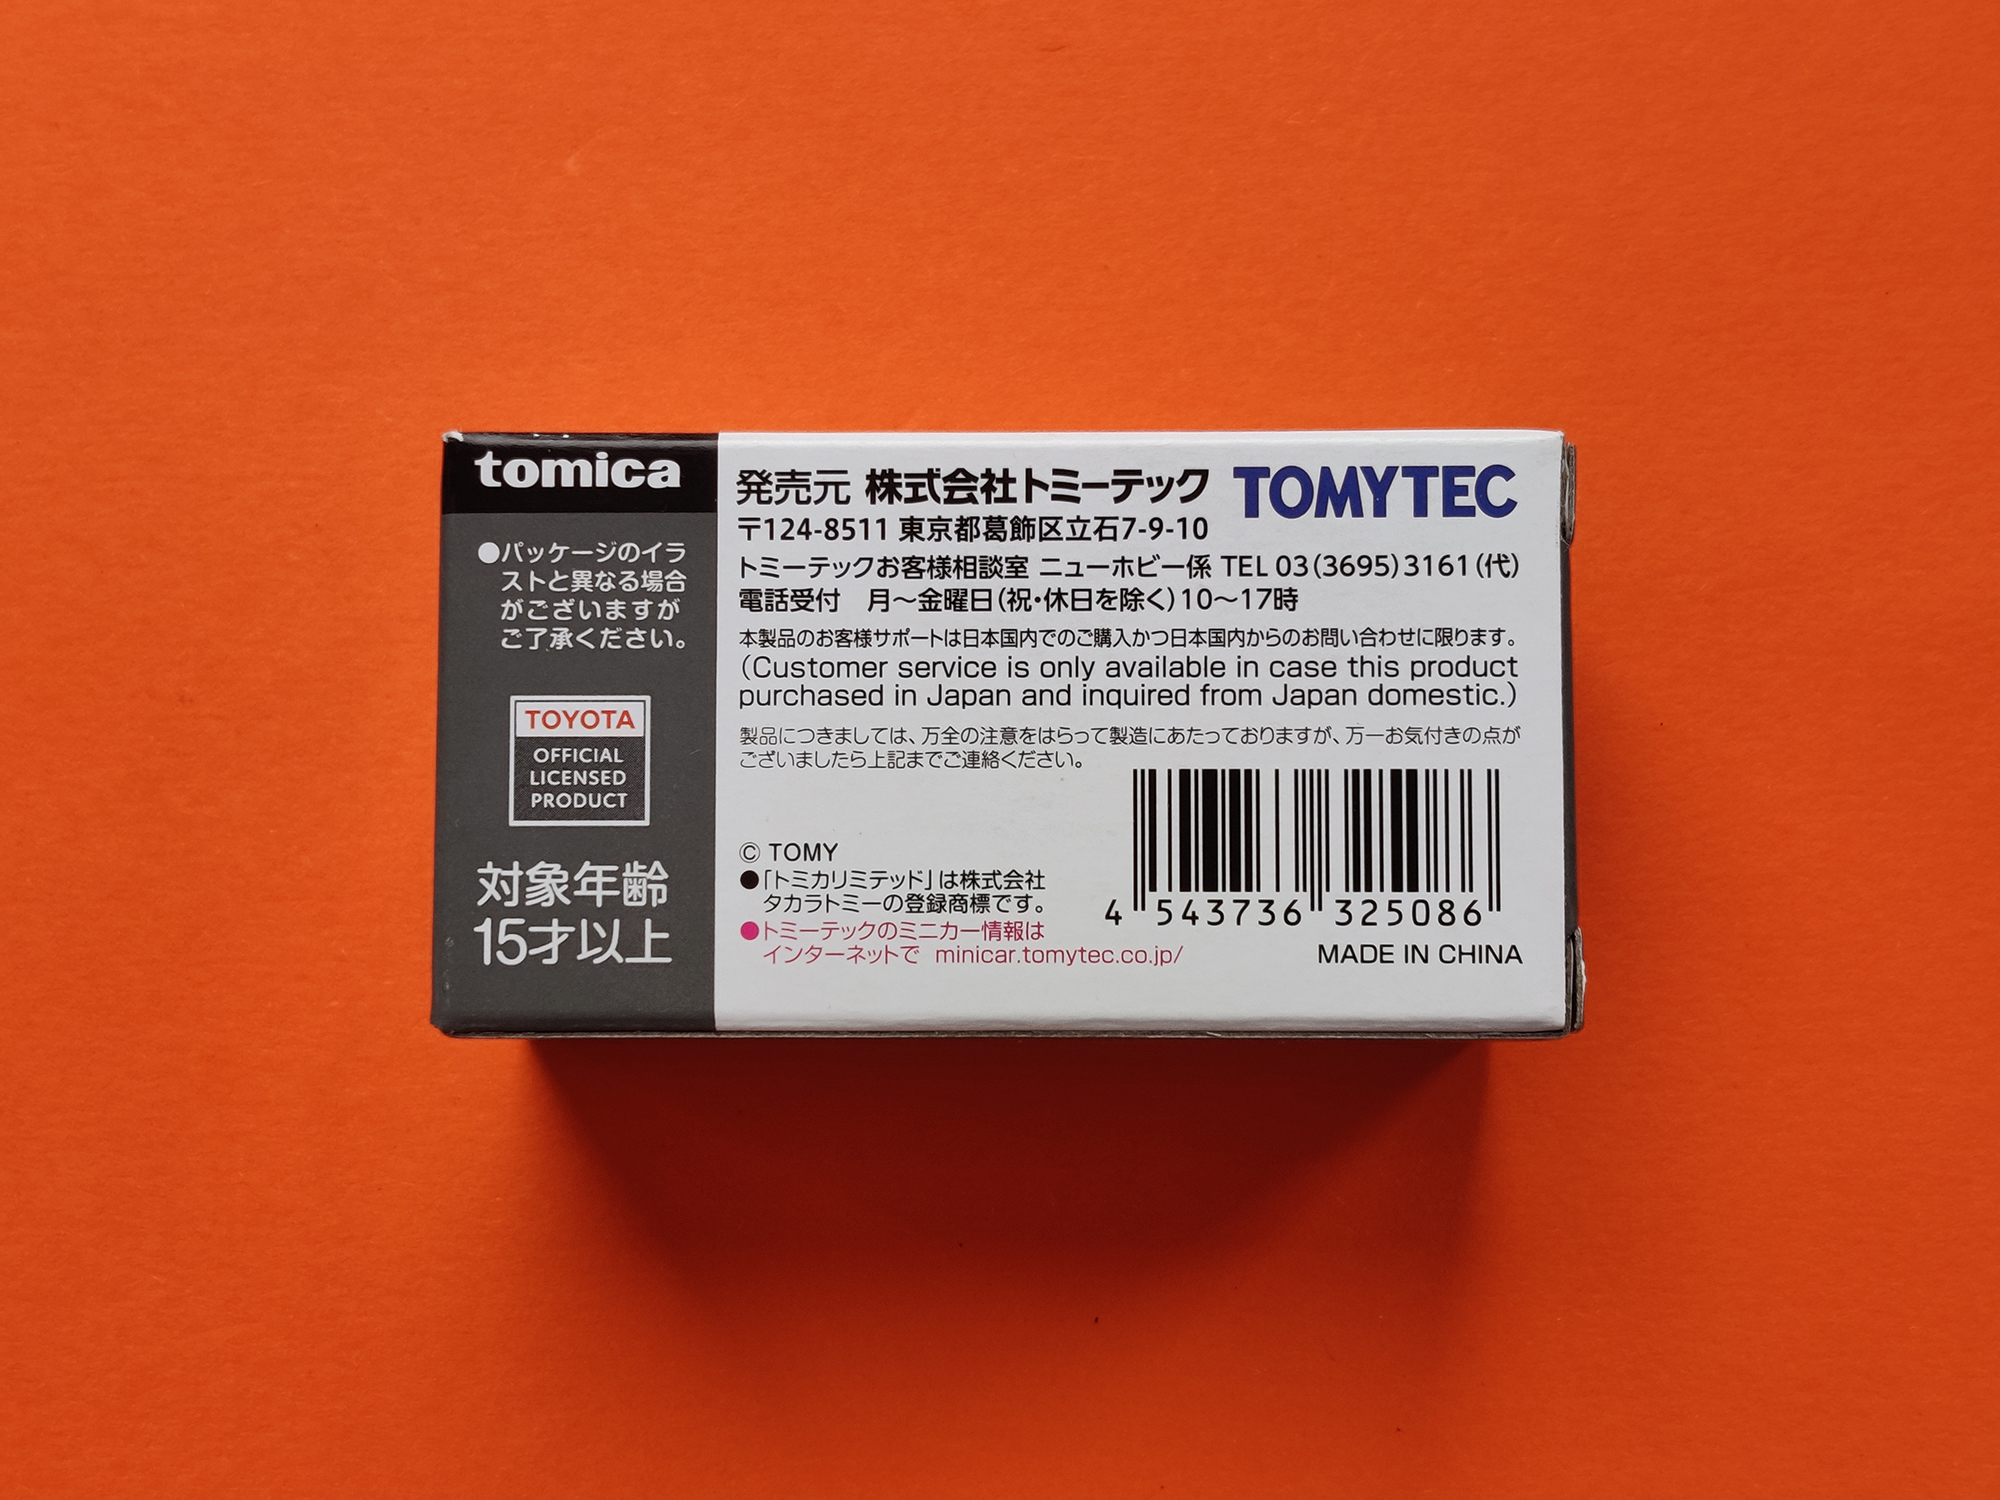 tomica
●パッケージのイラ
ストと異なる場合
がございますが
ご了承ください。
TOYOTA
OFFICIAL
LICENSED
PRODUCT
対象年齢
15才以上
発売元 株式会社トミーテック TOMYTEC
〒124-8511 東京都葛飾区立石7-9-10
トミーテックお客様相談室 ニューホビー係 TEL 03(3695)3161(代)
電話受付 月～金曜日(祝・休日を除く)10～17時
本製品のお客様サポートは日本国内でのご購入かつ日本国内からのお問い合わせに限ります。
(Customer service is only available in case this product
purchased in Japan and inquired from Japan domestic.)
製品につきましては、万全の注意をはらって製造にあたっておりますが、万一お気付きの点が
ございましたら上記までご連絡ください。
© TOMY
●「トミカリミテッド」は株式会社
タカラトミーの登録商標です。
●トミーテックのミニカー情報は
インターネットで minicar.tomytec.co.jp/
4 543736 325086
MADE IN CHINA